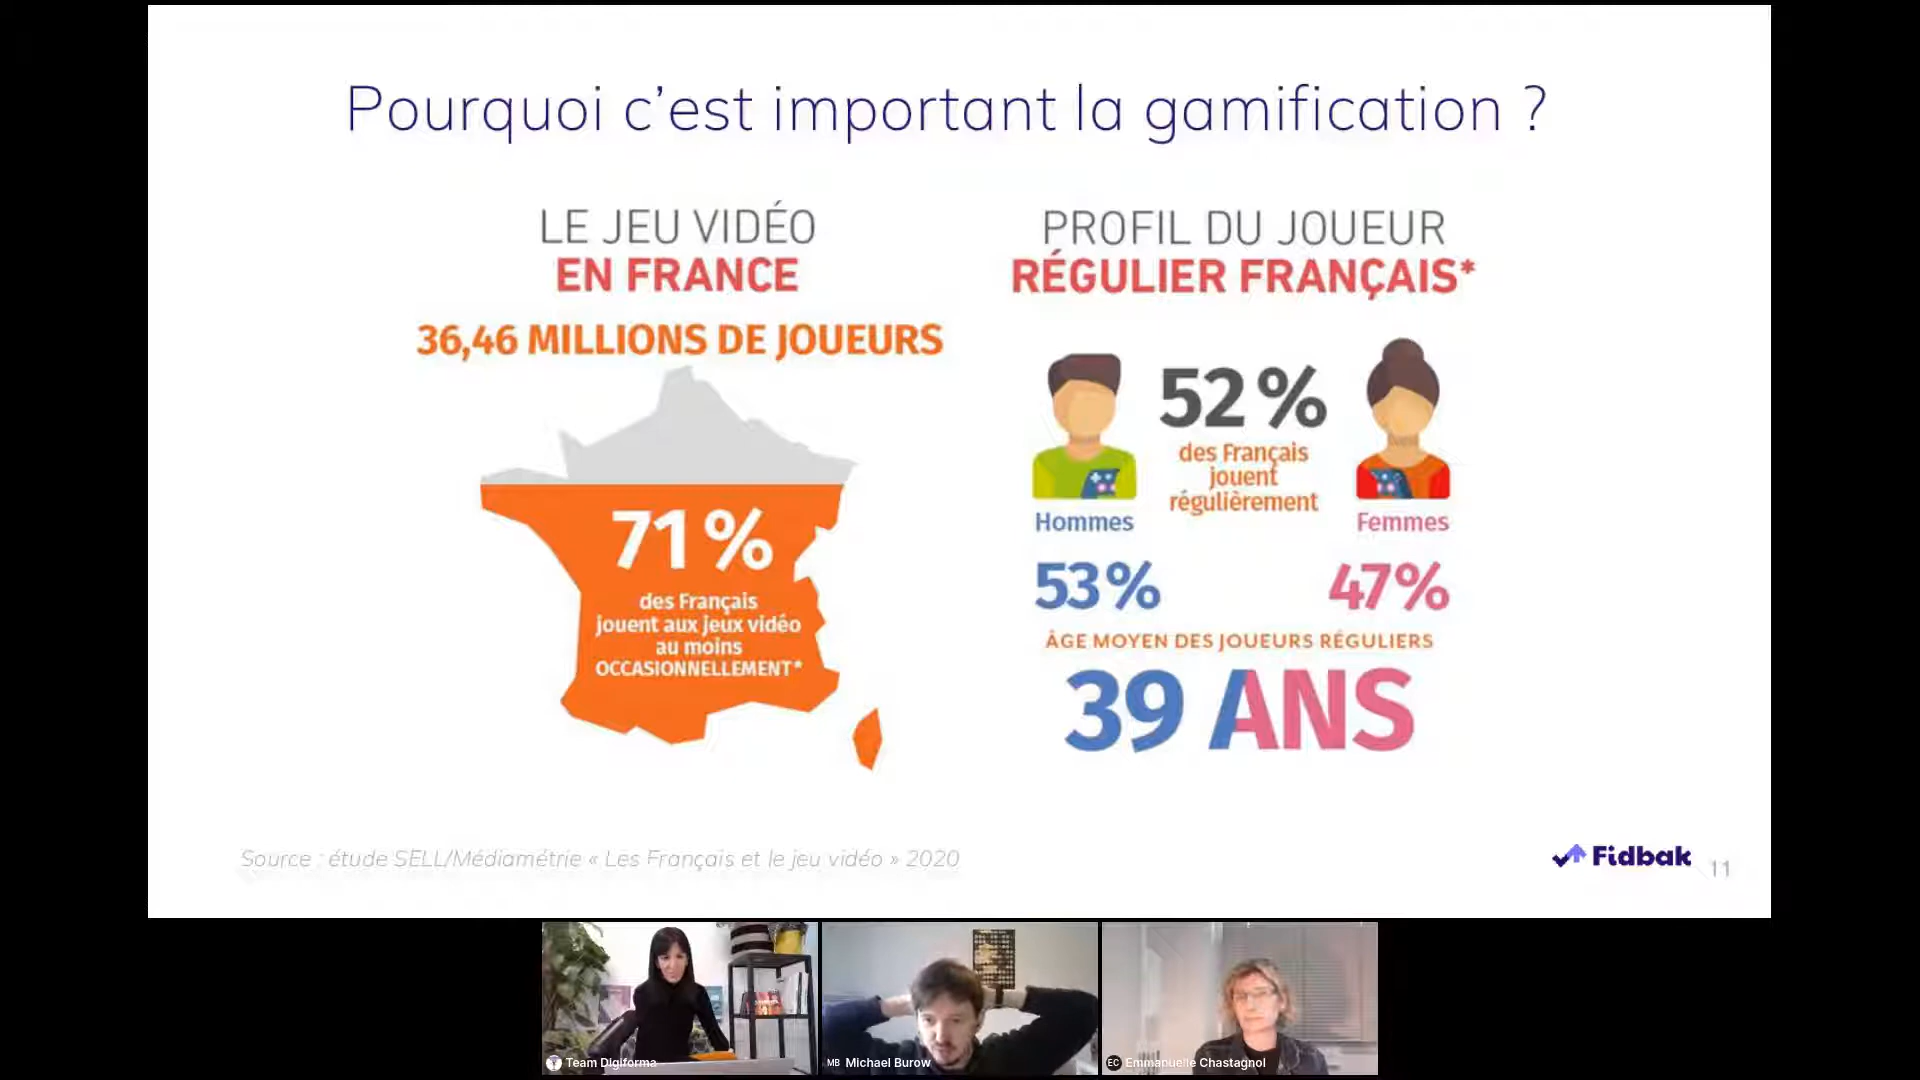 Pourquoi c’est important la gamification ?
LE JEU VIDÉO
EN FRANCE
36,46 MILLIONS DE JOUEURS
71 %
des Français
jouent aux jeux vidéo
au moins
OCCASIONNELLEMENT*
PROFIL DU JOUEUR
RÉGULIER FRANÇAIS*
52 %
des Français
jouent
régulièrement
Hommes
Femmes
53%
47%
ÂGE MOYEN DES JOUEURS RÉGULIERS
39 ANS
Source : étude SELL/Médiamétrie « Les Français et le jeu vidéo » 2020
Fidbak
11
Team Digiforma
MB Michael Burow
EC Emmanuelle Chastagnol